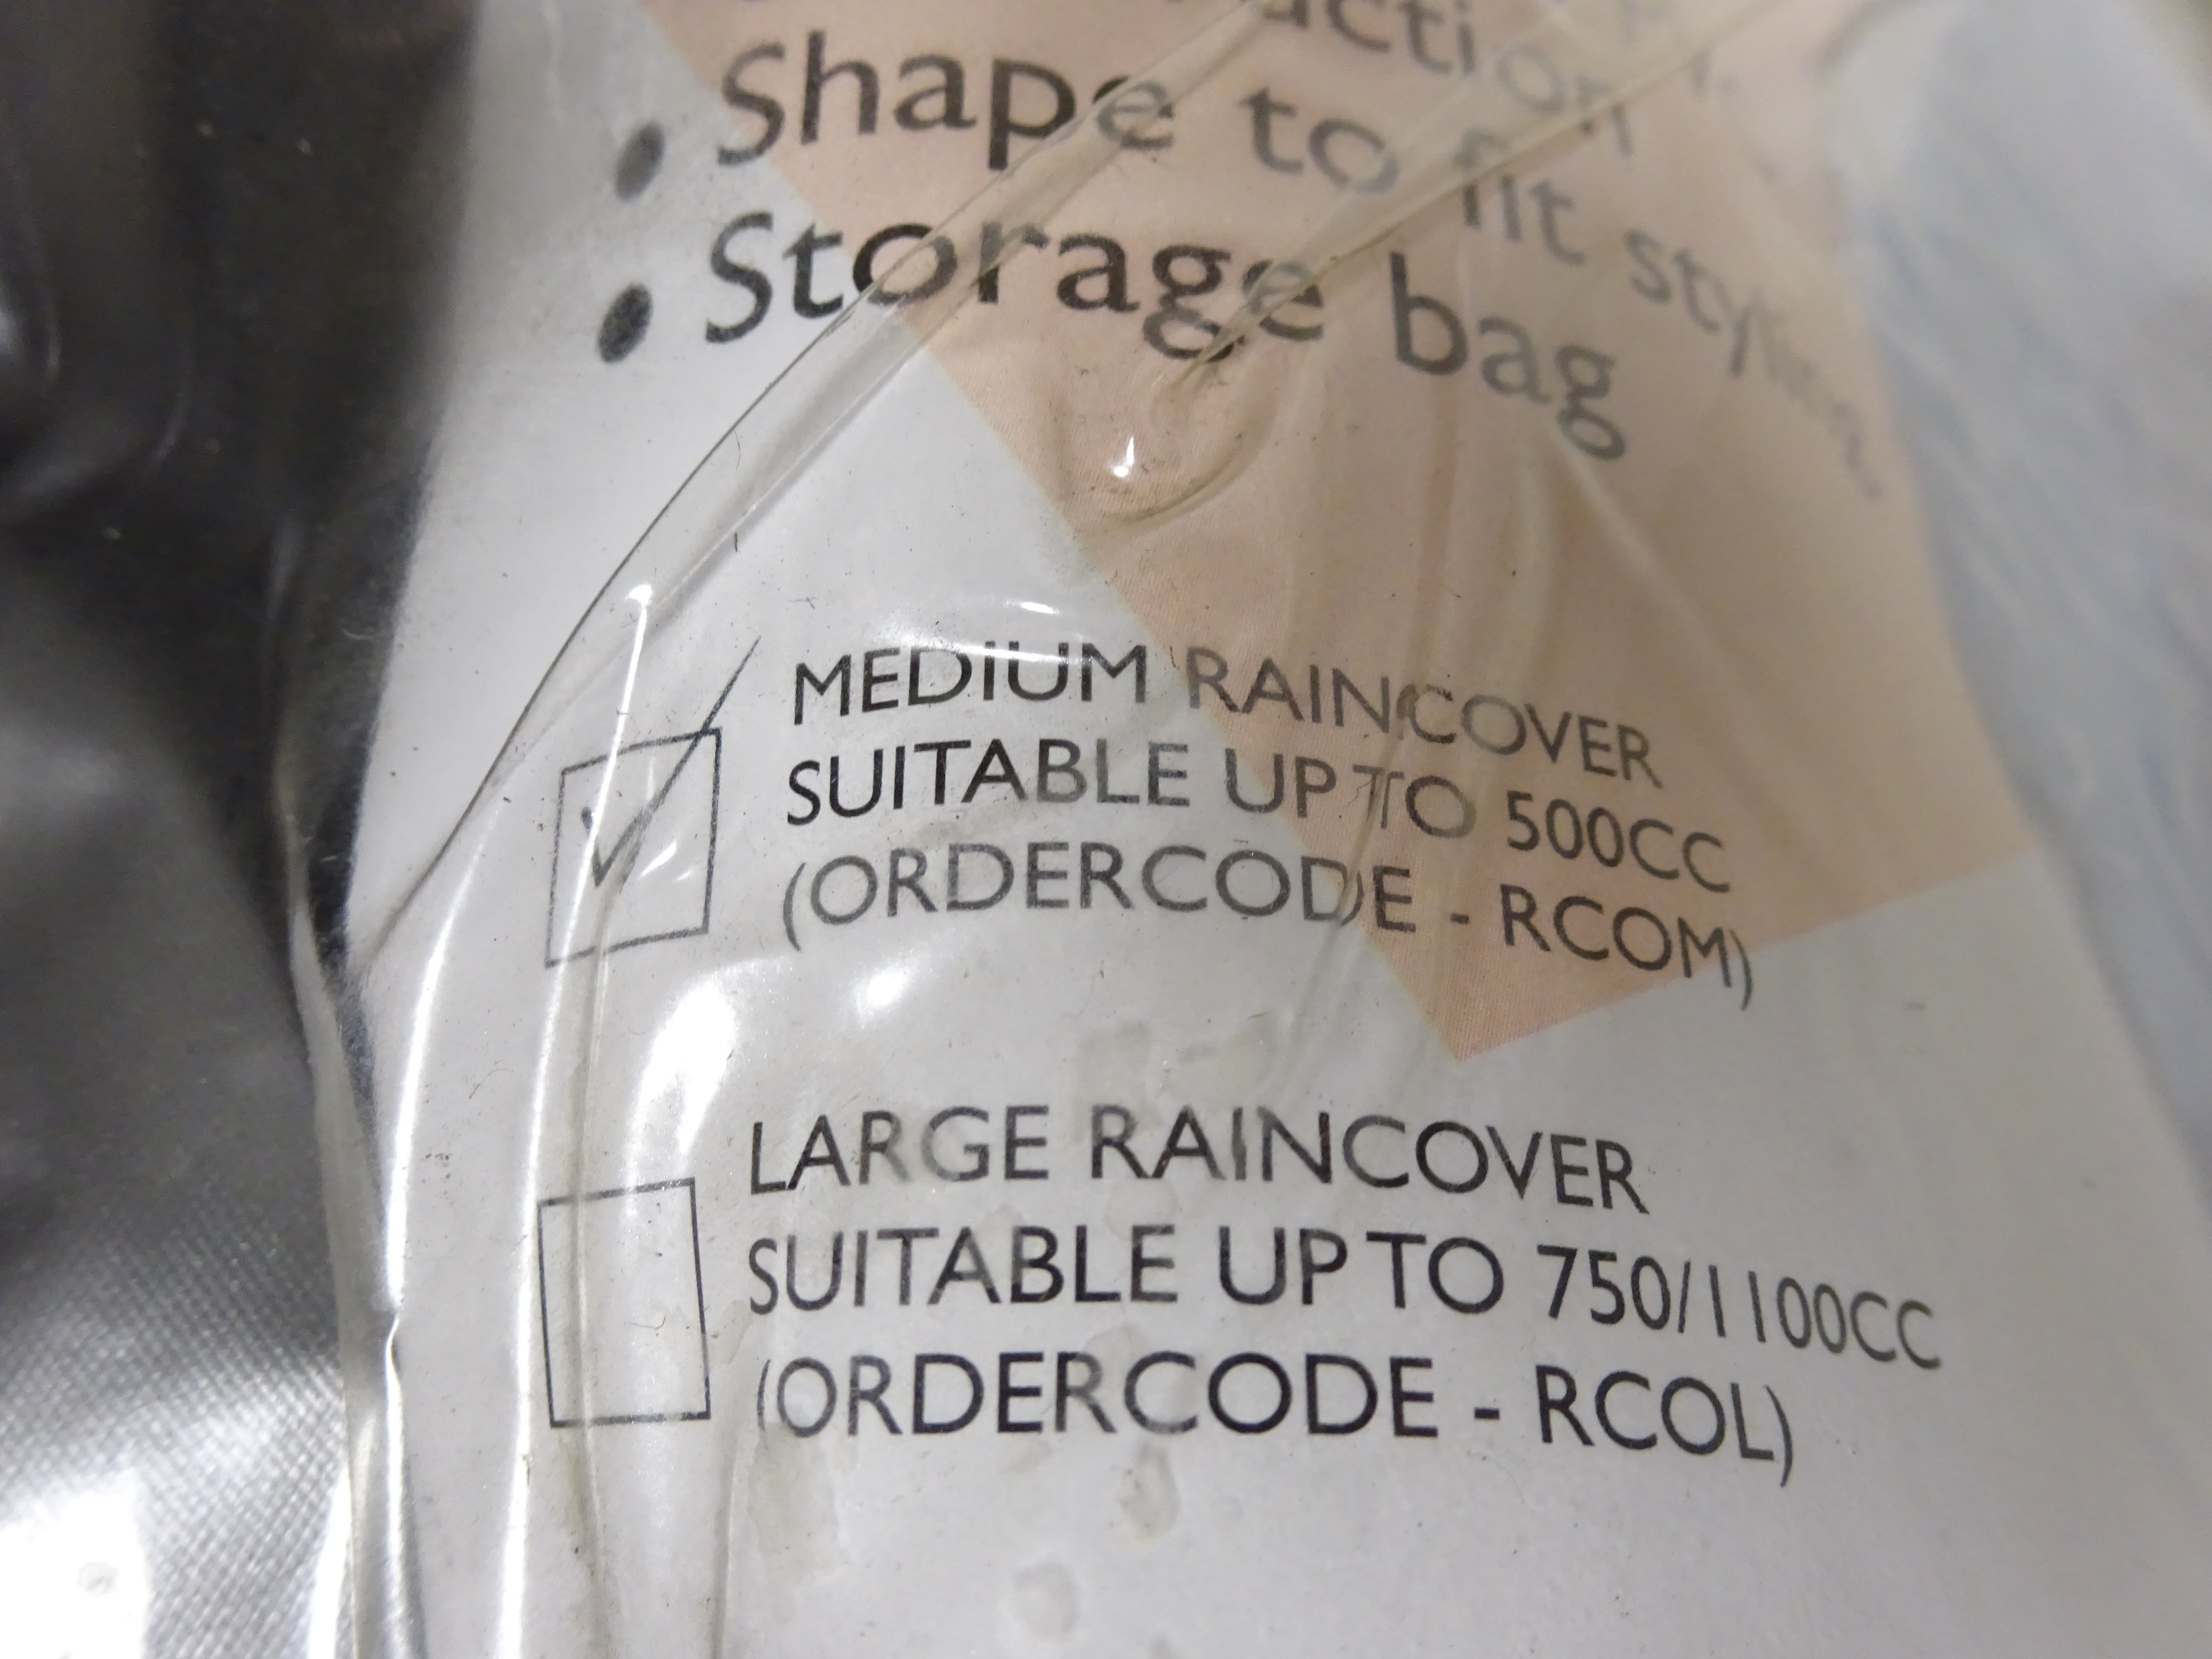 Shape to fit
• Storage bag
MEDIUM RAINCOVER
SUITABLE UP TO 500CC
(ORDERCODE - RCOM)
LARGE RAINCOVER
SUITABLE UP TO 750/1100CC
(ORDERCODE - RCOL)